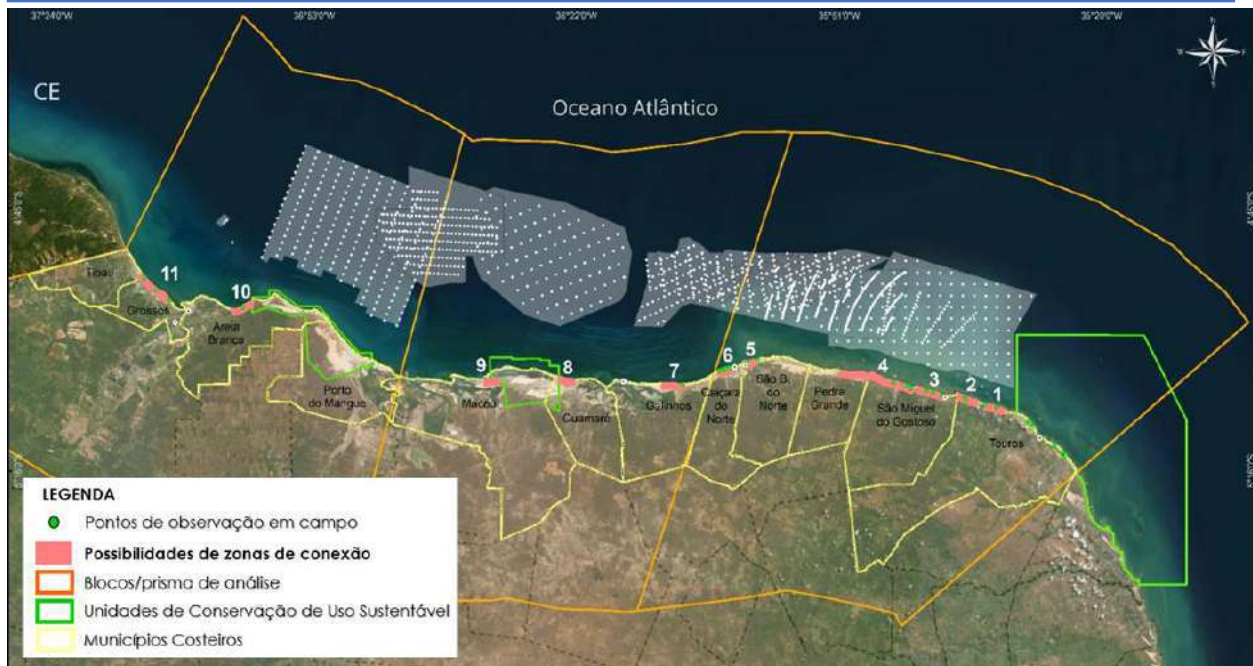 37°24'0"W 36°53'0"W 36°22'0"W 35°51'0"W 35°20'0"W
CE
Oceano Atlântico
Tibau
11
Grossos
10
Areia
Branca
Porto
do Mangue
9
Macau
8
Guamaré
7
Galinhos
6
Caiçara
do
Norte
5
São B.
do
Norte
Pedra
Grande
4
São Miguel
do Gostoso
3
2
1
Touros
LEGENDA
Pontos de observação em campo
Possibilidades de zonas de conexão
Blocos/prisma de análise
Unidades de Conservação de Uso Sustentável
Municípios Costeiros